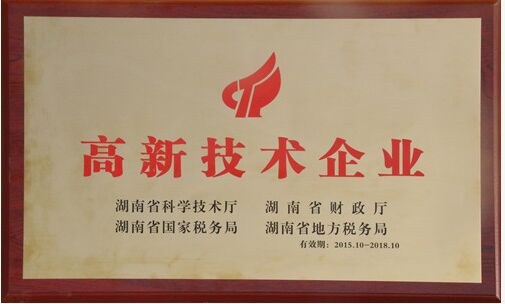 高新技术企业
湖南省科学技术厅 湖南省财政厅
湖南省国家税务局 湖南省地方税务局
有效期：2015.10-2018.10